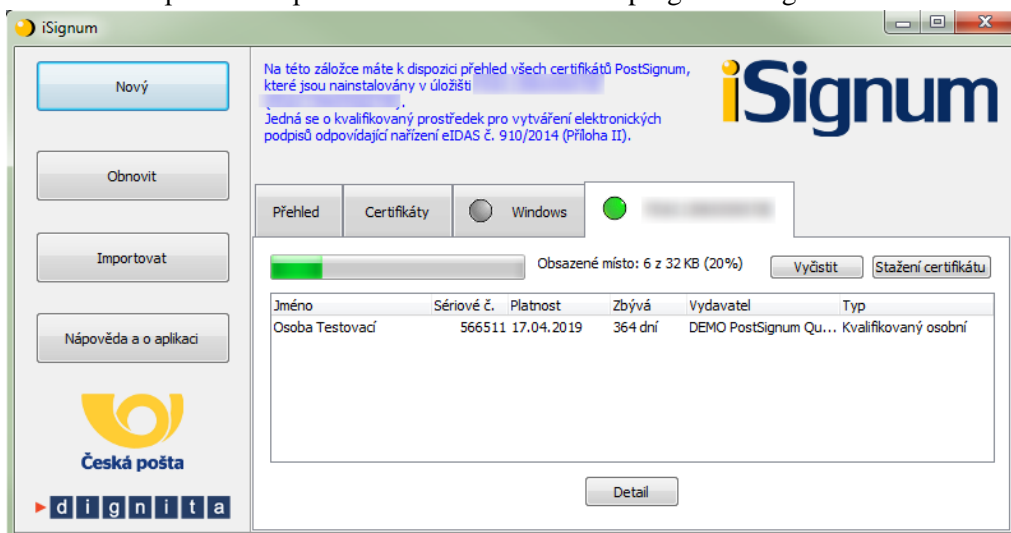 iSignum
Nový
Obnovit
Importovat
Nápověda a o aplikaci
Česká pošta
dignita
Na této záložce máte k dispozici přehled všech certifikátů PostSignum,
které jsou nainstalovány v úložišti
Jedná se o kvalifikovaný prostředek pro vytváření elektronických
podpisů odpovídající nařízení eIDAS č. 910/2014 (Příloha II).
iSignum
Přehled Certifikáty Windows
Obsazené místo: 6 z 32 KB (20%) Vyčistit Stažení certifikátu
Jméno Sériové č. Platnost Zbývá Vydavatel Typ
Osoba Testovací 566511 17.04.2019 364 dní DEMO PostSignum Qu... Kvalifikovaný osobní
Detail